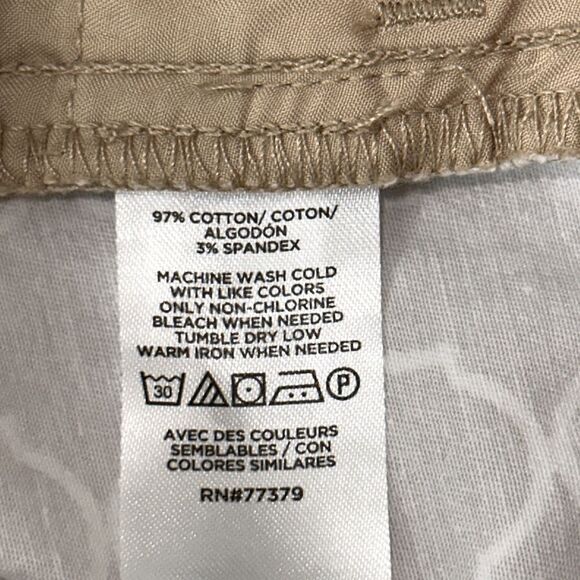 97% COTTON/ COTON/
ALGODÓN
3% SPANDEX
MACHINE WASH COLD
WITH LIKE COLORS
ONLY NON-CHLORINE
BLEACH WHEN NEEDED
TUMBLE DRY LOW
WARM IRON WHEN NEEDED
30 P
AVEC DES COULEURS
SEMBLABLES / CON
COLORES SIMILARES
RN#77379